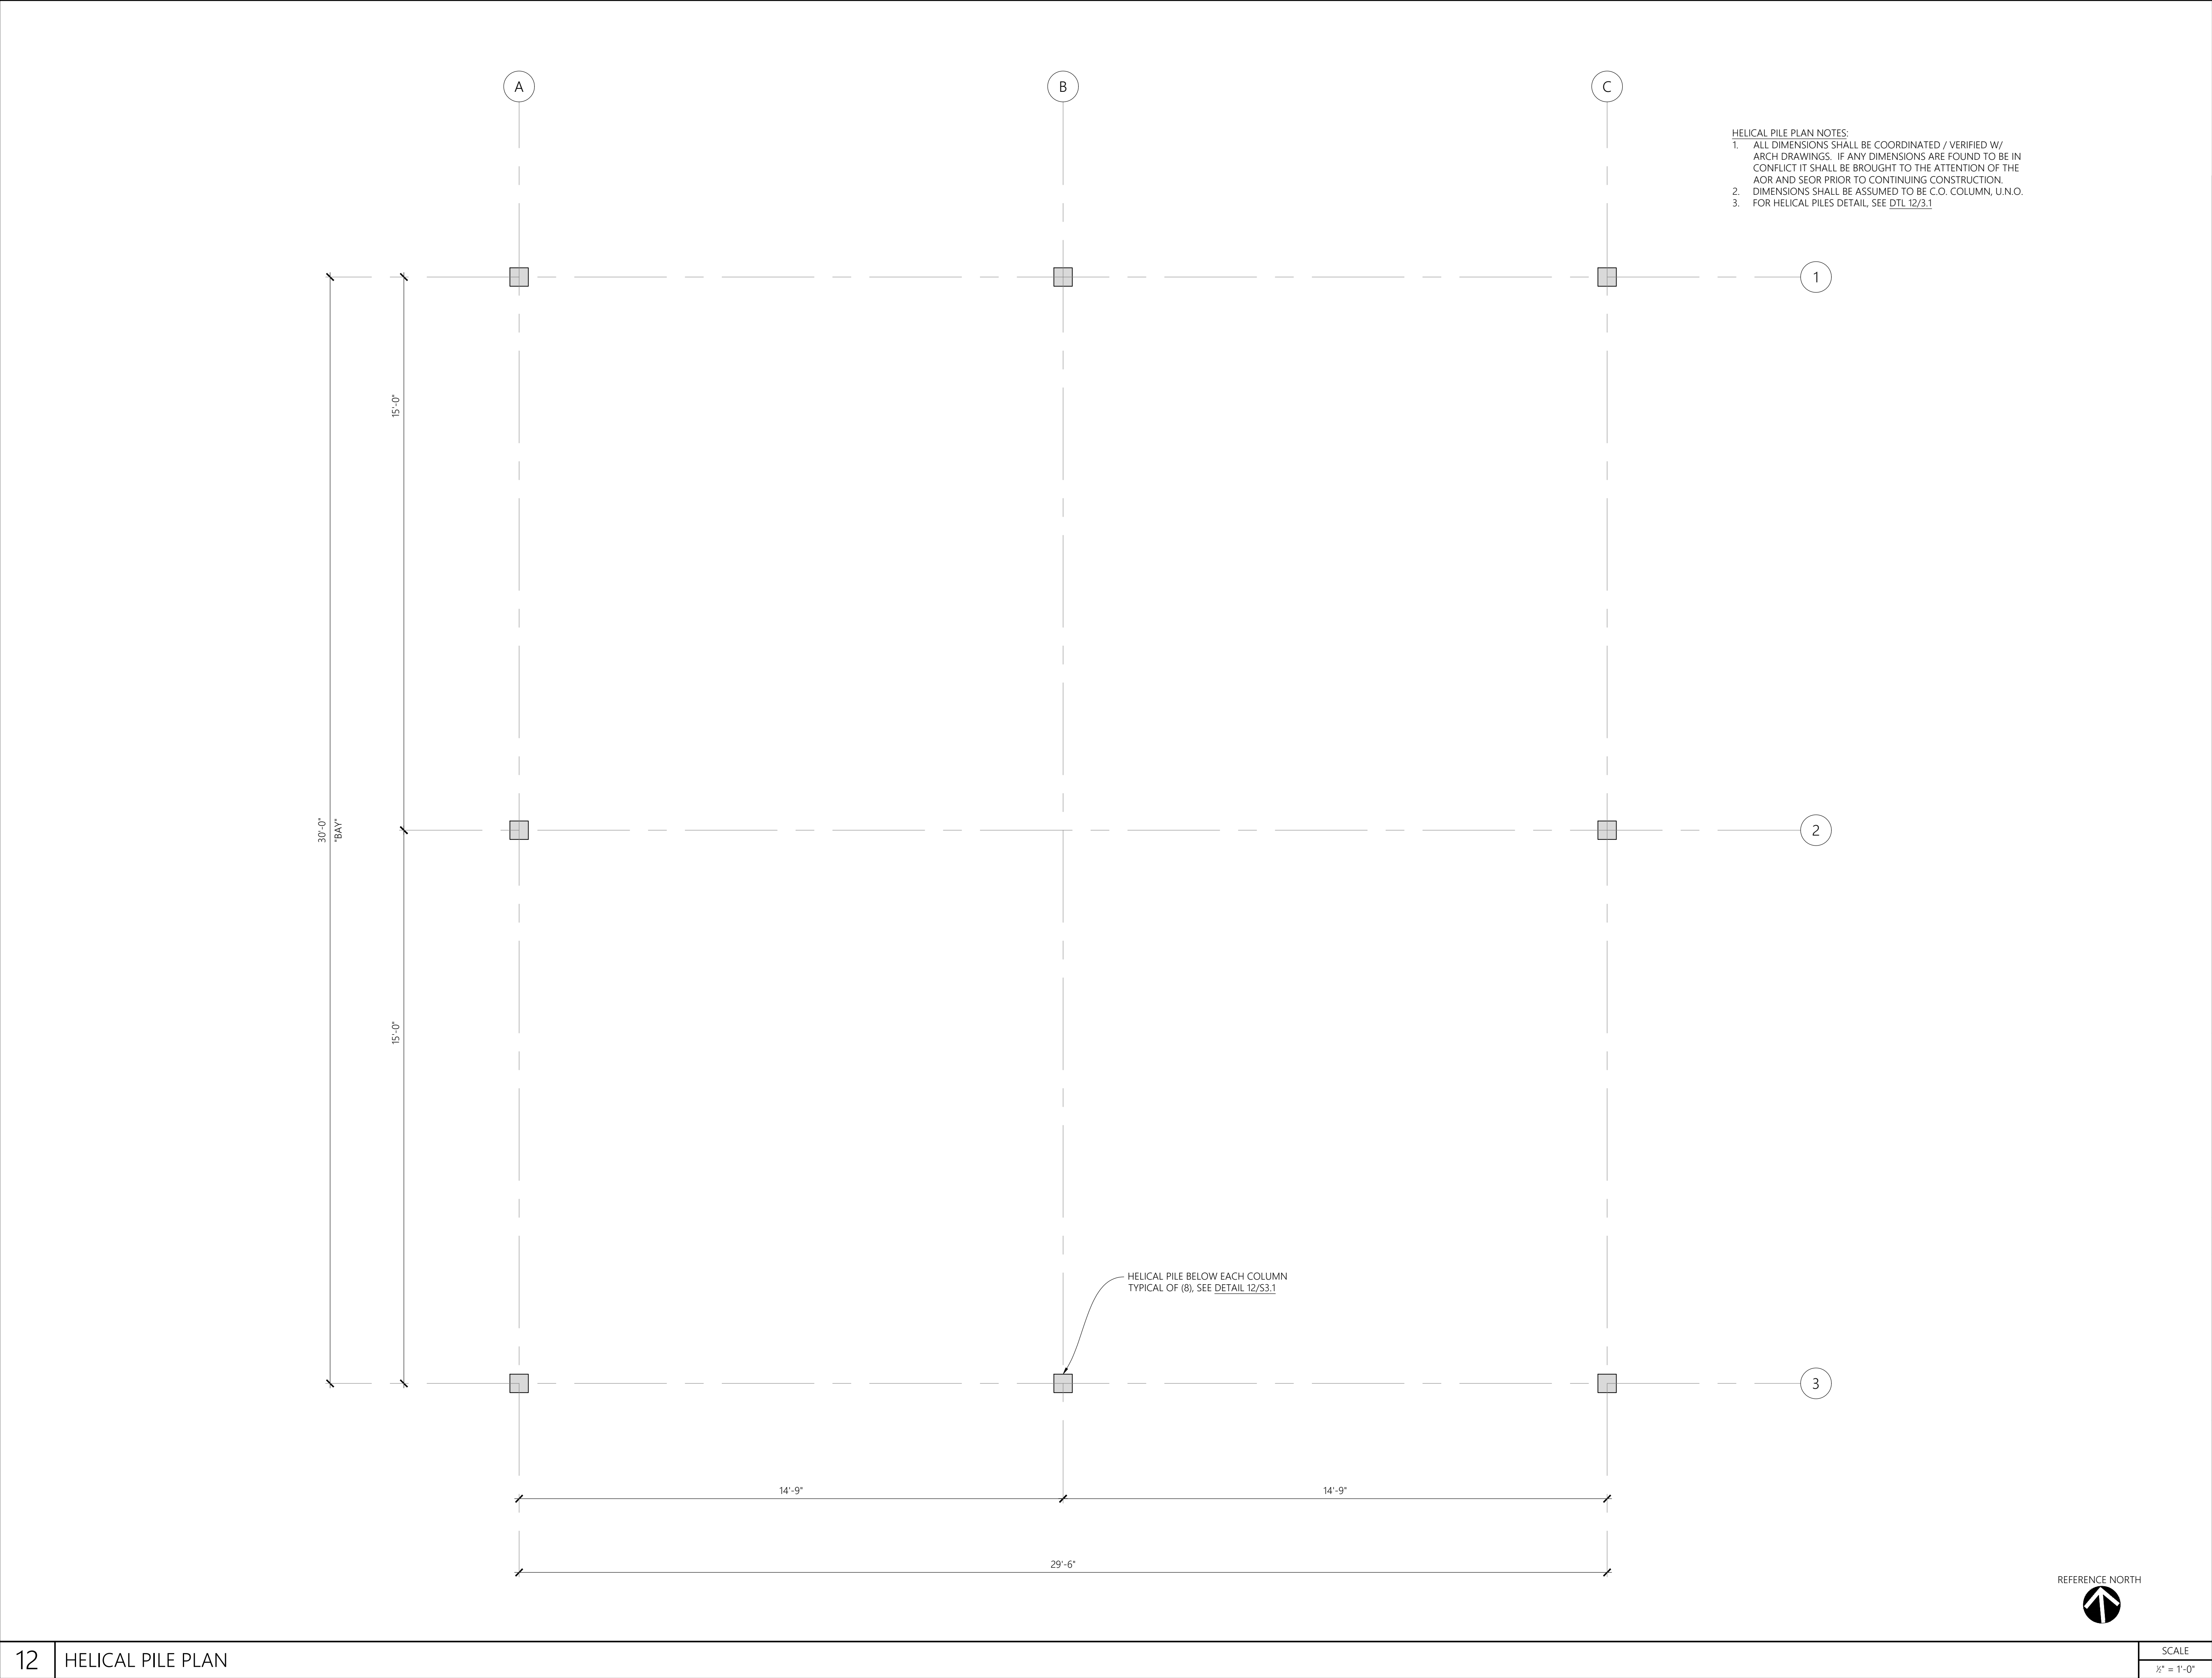 A
B
C
HELICAL PILE PLAN NOTES:
1. ALL DIMENSIONS SHALL BE COORDINATED / VERIFIED W/
ARCH DRAWINGS. IF ANY DIMENSIONS ARE FOUND TO BE IN
CONFLICT IT SHALL BE BROUGHT TO THE ATTENTION OF THE
AOR AND SEOR PRIOR TO CONTINUING CONSTRUCTION.
2. DIMENSIONS SHALL BE ASSUMED TO BE C.O. COLUMN, U.N.O.
3. FOR HELICAL PILES DETAIL, SEE DTL 12/3.1
1
15'-0"
30'-0"
"BAY"
2
15'-0"
HELICAL PILE BELOW EACH COLUMN
TYPICAL OF (8), SEE DETAIL 12/S3.1
3
14'-9"
14'-9"
29'-6"
REFERENCE NORTH
12
HELICAL PILE PLAN
SCALE
½" = 1'-0"